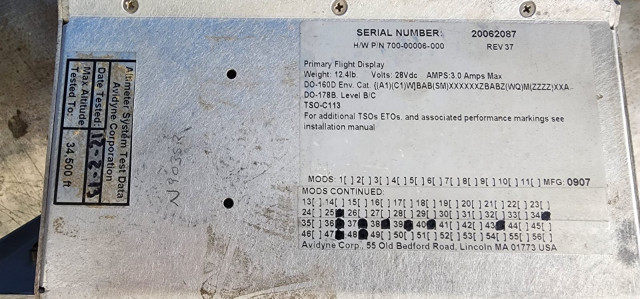 SERIAL NUMBER: 20062087
H/W P/N 700-00006-000 REV 37
Primary Flight Display
Weight: 12.4lb Volts: 28Vdc AMPS:3.0 Amps Max
DO-160D Env. Cat. {(A1)(C1)W]BAB(SM)XXXXXXZBABZ(WQ)M(ZZZZ)XXA
DO-178B, Level B/C
TSO-C113
For additional TSOs ETOs, and associated performance markings see
installation manual
MODS: 1[ ] 2[ ] 3[ ] 4[ ] 5[ ] 6[ ] 7[ ] 8[ ] 9[ ] 10[ ] 11[ ] MFG: 0907
MODS CONTINUED:
13[ ] 14[ ] 15[ ] 16[ ] 17[ ] 18[ ] 19[ ] 20[ ] 21[ ] 22[ ] 23[ ]
24[ ] 25 26[ ] 27[ ] 28[ ] 29[ ] 30[ ] 31[ ] 32[ ] 33[ ] 34
35[ ] 36 37 38 39 40 41[ ] 42[ ] 43 44[ ] 45[ ]
46[ ] 47 48 49[ ] 50[ ] 51[ ] 52[ ] 53[ ] 54[ ] 55[ ] 56[ ]
Avidyne Corp., 55 Old Bedford Road, Lincoln MA 01773 USA
Altimeter System Test Data
Avidyne Corporation
Date Tested: 12-2-13
Max Altitude
Tested To: 34,500 ft